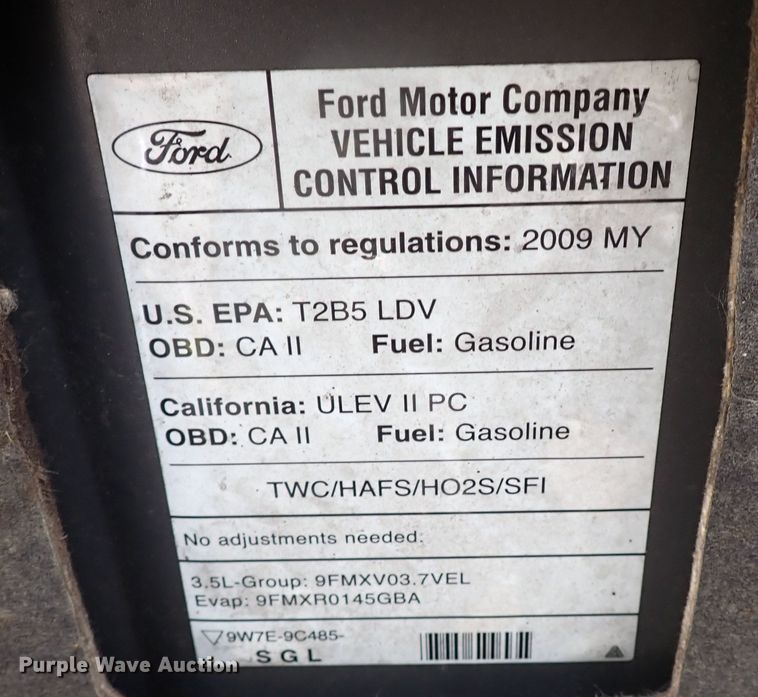 Ford
Ford Motor Company
VEHICLE EMISSION
CONTROL INFORMATION
Conforms to regulations: 2009 MY
U.S. EPA: T2B5 LDV
OBD: CA II Fuel: Gasoline
California: ULEV II PC
OBD: CA II Fuel: Gasoline
TWC/HAFS/HO2S/SFI
No adjustments needed.
3.5L-Group: 9FMXV03.7VEL
Evap: 9FMXR0145GBA
9W7E-9C485-
SGL
Purple Wave Auction